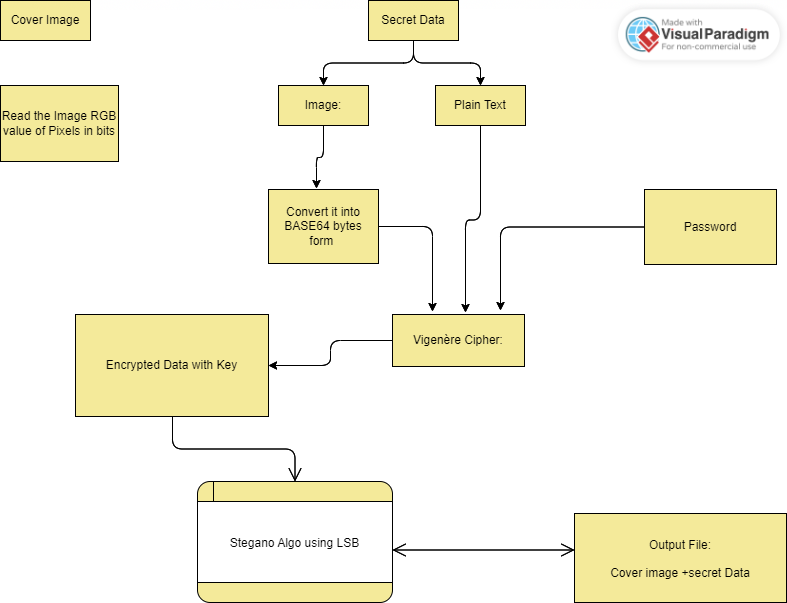 Cover Image
Secret Data
Made with
VisualParadigm
For non-commercial use
Read the Image RGB
value of Pixels in bits
Image:
Plain Text
Convert it into
BASE64 bytes
form
Password
Vigenère Cipher:
Encrypted Data with Key
Stegano Algo using LSB
Output File:
Cover image +secret Data